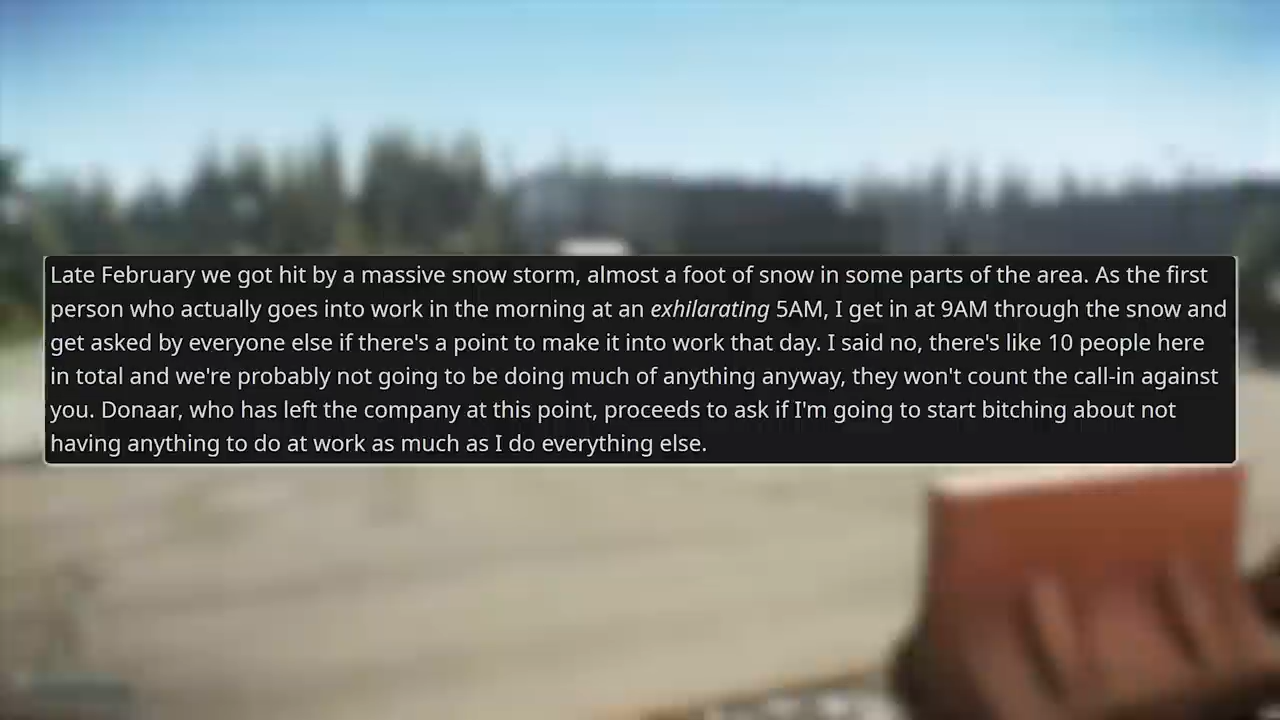 Late February we got hit by a massive snow storm, almost a foot of snow in some parts of the area. As the first
person who actually goes into work in the morning at an exhilarating 5AM, I get in at 9AM through the snow and
get asked by everyone else if there's a point to make it into work that day. I said no, there's like 10 people here
in total and we're probably not going to be doing much of anything anyway, they won't count the call-in against
you. Donaar, who has left the company at this point, proceeds to ask if I'm going to start bitching about not
having anything to do at work as much as I do everything else.